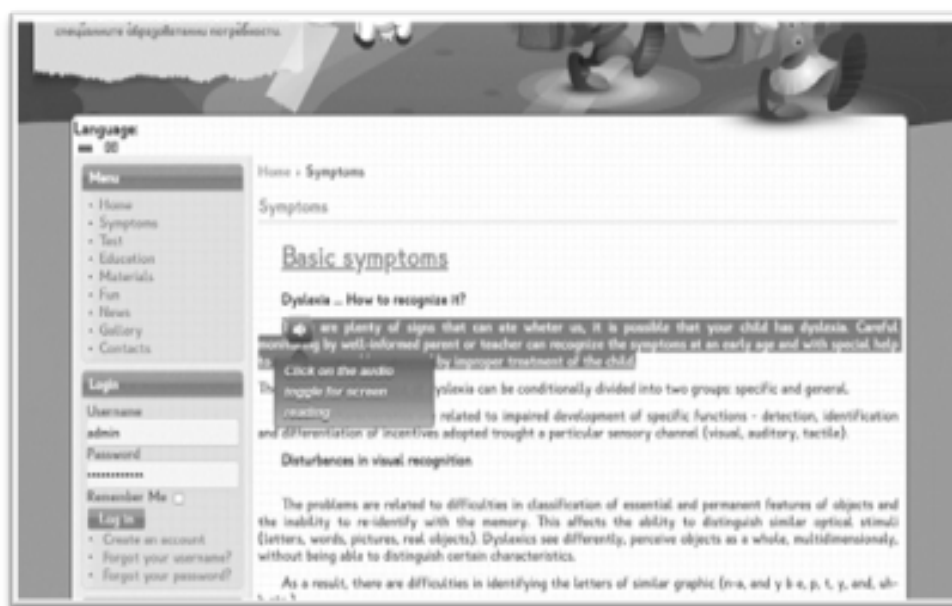 специалните образователни потребности.
Language:
Menu
Home
Symptoms
Test
Education
Materials
Fun
News
Gallery
Contacts
Login
Username
admin
Password
••••••••••••
Remember Me
Log in
Create an account
Forgot your username?
Forgot your password?
Home » Symptoms
Symptoms
Basic symptoms
Dyslexia ... How to recognize it?
are plenty of signs that can ate wheter us, it is possible that your child has dyslexia. Careful
by well-informed parent or teacher can recognize the symptoms at an early age and with special help
by improper treatment of the child.
Click on the audio
toggle for screen
reading
dyslexia can be conditionally divided into two groups: specific and general.
related to impaired development of specific functions - detection, identification
and differentiation of incentives adopted trought a particular sensory channel (visual, auditory, tactile).
Disturbances in visual recognition
The problems are related to difficulties in classification of essential and permanent features of objects and
the inability to re-identify with the memory. This affects the ability to distinguish similar optical stimuli
(letters, words, pictures, real objects). Dyslexics see differently, perceive objects as a whole, multidimensionaly,
without being able to distinguish certain characteristics.
As a result, there are difficulties in identifying the letters of similar graphic (n-a, and y b e, p, t, y, and, sh-